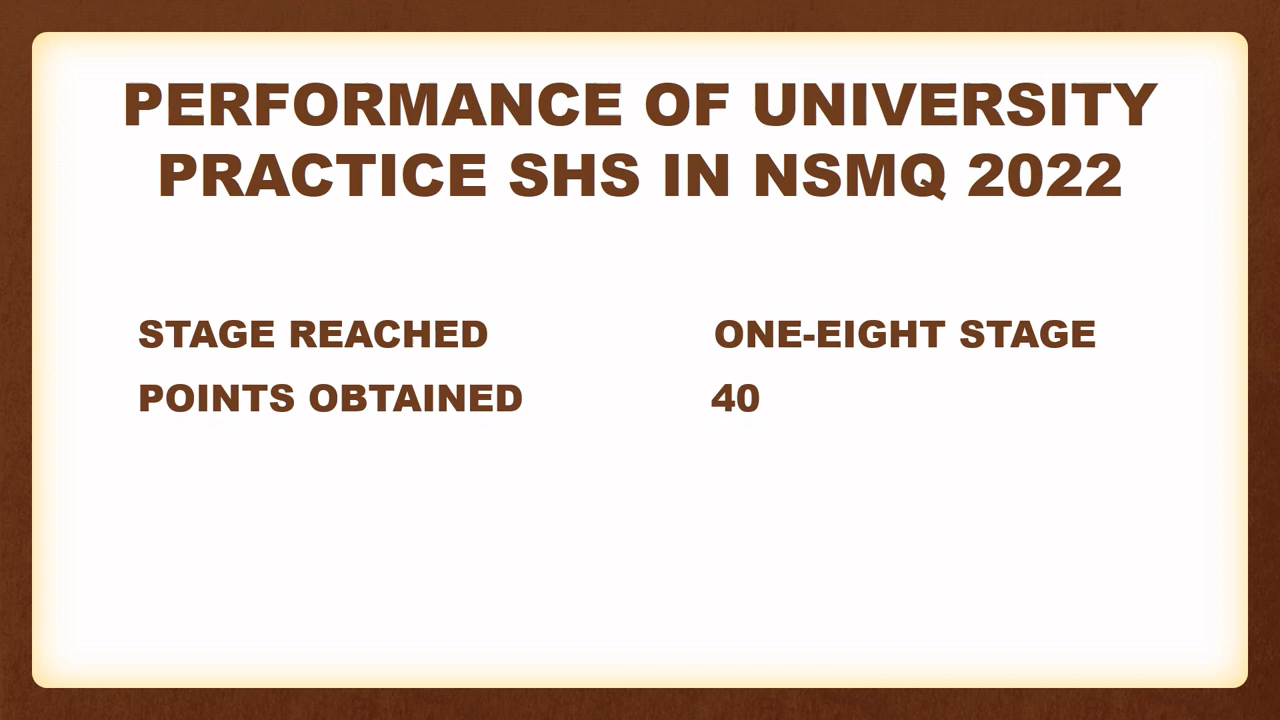 PERFORMANCE OF UNIVERSITY
PRACTICE SHS IN NSMQ 2022
STAGE REACHED ONE-EIGHT STAGE
POINTS OBTAINED 40